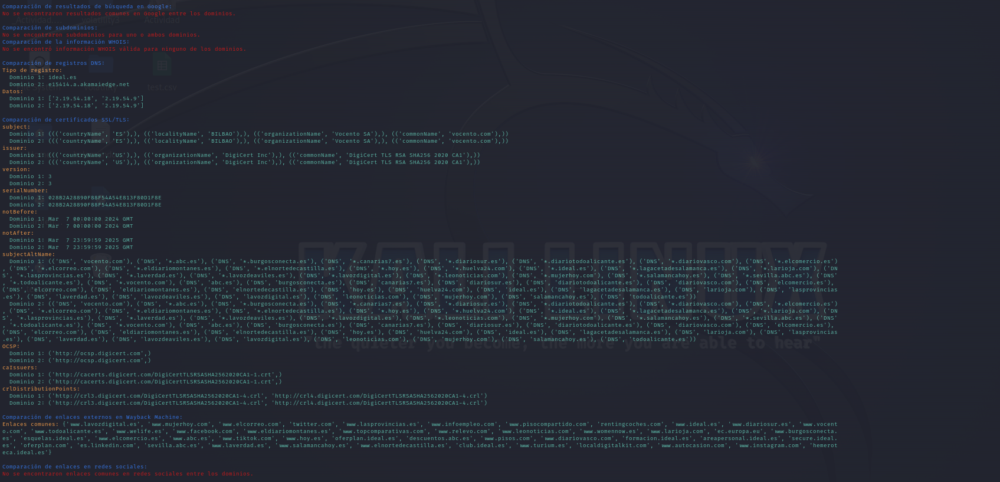 Comparación de resultados de búsqueda en Google:
No se encontraron resultados comunes en Google entre los dominios.
_Actividad.... volatility3 Actividad
Comparación de subdominios:
No se encontraron subdominios para uno o ambos dominios.
Comparación de la información WHOIS:
No se encontró información WHOIS válida para ninguno de los dominios.
Comparación de registros DNS:
Tipo de registro:
Dominio 1: ideal.es
Dominio 2: e15414.a.akamaiedge.net
test.csv
Datos:
Dominio 1: ['2.19.54.18', '2.19.54.9']
Dominio 2: ['2.19.54.18', '2.19.54.9']
Comparación de certificados SSL/TLS:
subject:
Dominio 1: ((('countryName', 'ES'),), (('localityName', 'BILBAO'),), (('organizationName', 'Vocento SA'),), (('commonName', 'vocento.com'),))
Dominio 2: ((('countryName', 'ES'),), (('localityName', 'BILBAO'),), (('organizationName', 'Vocento SA'),), (('commonName', 'vocento.com'),))
issuer:
Dominio 1: ((('countryName', 'US'),), (('organizationName', 'DigiCert Inc'),), (('commonName', 'DigiCert TLS RSA SHA256 2020 CA1'),))
Dominio 2: ((('countryName', 'US'),), (('organizationName', 'DigiCert Inc'),), (('commonName', 'DigiCert TLS RSA SHA256 2020 CA1'),))
version:
Dominio 1: 3
Dominio 2: 3
serialNumber:
Dominio 1: 028B2A28890F88F54A54E813F80D1F8E
Dominio 2: 028B2A28890F88F54A54E813F80D1F8E
notBefore:
Dominio 1: Mar  7 00:00:00 2024 GMT
Dominio 2: Mar  7 00:00:00 2024 GMT
notAfter:
Dominio 1: Mar  7 23:59:59 2025 GMT
Dominio 2: Mar  7 23:59:59 2025 GMT
subjectAltName:
Dominio 1: (('DNS', 'vocento.com'), ('DNS', '*.abc.es'), ('DNS', '*.burgosconecta.es'), ('DNS', '*.canarias7.es'), ('DNS', '*.diariosur.es'), ('DNS', '*.diariotodoalicante.es'), ('DNS', '*.diariovasco.com'), ('DNS', '*.elcomercio.es')
, ('DNS', '*.elcorreo.com'), ('DNS', '*.eldiariomontanes.es'), ('DNS', '*.elnortedecastilla.es'), ('DNS', '*.hoy.es'), ('DNS', '*.huelva24.com'), ('DNS', '*.ideal.es'), ('DNS', '*.lagacetadesalamanca.es'), ('DNS', '*.larioja.com'), ('DN
S', '*.lasprovincias.es'), ('DNS', '*.laverdad.es'), ('DNS', '*.lavozdeaviles.es'), ('DNS', '*.lavozdigital.es'), ('DNS', '*.leonoticias.com'), ('DNS', '*.mujerhoy.com'), ('DNS', '*.salamancahoy.es'), ('DNS', '*.sevilla.abc.es')
, '*.todoalicante.es'), ('DNS', '*.vocento.com'), ('DNS', 'abc.es'), ('DNS', 'burgosconecta.es'), ('DNS', 'canarias7.es'), ('DNS', 'diariosur.es'), ('DNS', 'diariotodoalicante.es'), ('DNS', 'diariovasco.com'), ('DNS', 'elcomercio.es'),
('DNS', 'elcorreo.com'), ('DNS', 'eldiariomontanes.es'), ('DNS', 'elnortedecastilla.es'), ('DNS', 'hoy.es'), ('DNS', 'huelva24.com'), ('DNS', 'ideal.es'), ('DNS', 'lagacetadesalamanca.es'), ('DNS', 'larioja.com'), ('DNS', 'lasprovincias
.es'), ('DNS', 'laverdad.es'), ('DNS', 'lavozdeaviles.es'), ('DNS', 'lavozdigital.es'), ('DNS', 'leonoticias.com'), ('DNS', 'mujerhoy.com'), ('DNS', 'salamancahoy.es'), ('DNS', 'todoalicante.es'))
Dominio 2: (('DNS', 'vocento.com'), ('DNS', '*.abc.es'), ('DNS', '*.burgosconecta.es'), ('DNS', '*.canarias7.es'), ('DNS', '*.diariosur.es'), ('DNS', '*.diariotodoalicante.es'), ('DNS', '*.diariovasco.com'), ('DNS', '*.elcomercio.es')
, ('DNS', '*.elcorreo.com'), ('DNS', '*.eldiariomontanes.es'), ('DNS', '*.elnortedecastilla.es'), ('DNS', '*.hoy.es'), ('DNS', '*.huelva24.com'), ('DNS', '*.ideal.es'), ('DNS', '*.lagacetadesalamanca.es'), ('DNS', '*.larioja.com'), ('DN
S', '*.lasprovincias.es'), ('DNS', '*.laverdad.es'), ('DNS', '*.lavozdeaviles.es'), ('DNS', '*.lavozdigital.es'), ('DNS', '*.leonoticias.com'), ('DNS', '*.mujerhoy.com'), ('DNS', '*.salamancahoy.es'), ('DNS', '*.sevilla.abc.es'), ('DNS'
, '*.todoalicante.es'), ('DNS', '*.vocento.com'), ('DNS', 'abc.es'), ('DNS', 'burgosconecta.es'), ('DNS', 'canarias7.es'), ('DNS', 'diariosur.es'), ('DNS', 'diariotodoalicante.es'), ('DNS', 'diariovasco.com'), ('DNS', 'elcomercio.es'),
('DNS', 'elcorreo.com'), ('DNS', 'eldiariomontanes.es'), ('DNS', 'elnortedecastilla.es'), ('DNS', 'hoy.es'), ('DNS', 'huelva24.com'), ('DNS', 'ideal.es'), ('DNS', 'lagacetadesalamanca.es'), ('DNS', 'larioja.com'), ('DNS', 'lasprovincias
.es'), ('DNS', 'laverdad.es'), ('DNS', 'lavozdeaviles.es'), ('DNS', 'lavozdigital.es'), ('DNS', 'leonoticias.com'), ('DNS', 'mujerhoy.com'), ('DNS', 'salamancahoy.es'), ('DNS', 'todoalicante.es'))
KALI LINUX
"the quieter you become, the more you are able to hear"
OCSP:
Dominio 1: ('http://ocsp.digicert.com',)
Dominio 2: ('http://ocsp.digicert.com',)
caIssuers:
Dominio 1: ('http://cacerts.digicert.com/DigiCertTLSRSASHA2562020CA1-1.crt',)
Dominio 2: ('http://cacerts.digicert.com/DigiCertTLSRSASHA2562020CA1-1.crt',)
crlDistributionPoints:
Dominio 1: ('http://crl3.digicert.com/DigiCertTLSRSASHA2562020CA1-4.crl', 'http://crl4.digicert.com/DigiCertTLSRSASHA2562020CA1-4.crl')
Dominio 2: ('http://crl3.digicert.com/DigiCertTLSRSASHA2562020CA1-4.crl', 'http://crl4.digicert.com/DigiCertTLSRSASHA2562020CA1-4.crl')
Comparación de enlaces externos en Wayback Machine:
Enlaces comunes: {'www.lavozdigital.es', 'www.mujerhoy.com', 'www.elcorreo.com', 'twitter.com', 'www.lasprovincias.es', 'www.infoempleo.com', 'www.pisocompartido.com', 'rentingcoches.com', 'www.ideal.es', 'www.diariosur.es', 'www.vocent
o.com', 'www.todoalicante.es', 'www.welife.es', 'www.facebook.com', 'www.eldiariomontanes.es', 'www.topcomparativas.com', 'www.relevo.com', 'www.leonoticias.com', 'www.womennow.es', 'www.larioja.com', 'ec.europa.eu', 'www.burgosconecta.
es', 'esquelas.ideal.es', 'www.elcomercio.es', 'www.abc.es', 'www.tiktok.com', 'www.hoy.es', 'oferplan.ideal.es', 'descuentos.abc.es', 'www.pisos.com', 'www.diariovasco.com', 'formacion.ideal.es', 'areapersonal.ideal.es', 'secure.ideal.
es', 'oferplan.com', 'es.linkedin.com', 'sevilla.abc.es', 'www.laverdad.es', 'www.salamancahoy.es', 'www.elnortedecastilla.es', 'club.ideal.es', 'www.turium.es', 'localdigitalkit.com', 'www.autocasion.com', 'www.instagram.com', 'hemerot
eca.ideal.es'}
Comparación de enlaces en redes sociales:
No se encontraron enlaces comunes en redes sociales entre los dominios.